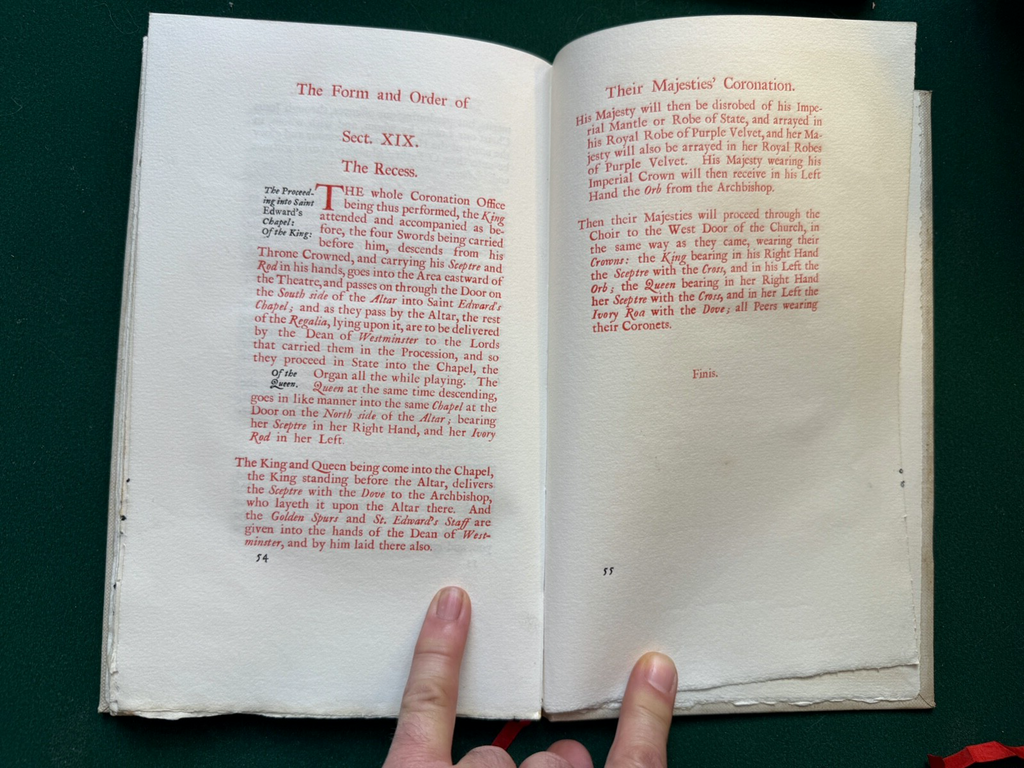 The Form and Order of
Sect. XIX.
The Recess.
The Proceed-
ing into Saint
Edward's
Chapel:
Of the King:
THE whole Coronation Office
being thus performed, the King
attended and accompanied as be-
fore, the four Swords being carried
before him, descends from his
Throne Crowned, and carrying his Sceptre and
Rod in his hands, goes into the Area eastward of
the Theatre, and passes on through the Door on
the South side of the Altar into Saint Edward's
Chapel; and as they pass by the Altar, the rest
of the Regalia, lying upon it, are to be delivered
by the Dean of Westminster to the Lords
that carried them in the Procession, and so
they proceed in State into the Chapel, the
Of the
Queen.
Organ all the while playing. The
Queen at the same time descending,
goes in like manner into the same Chapel at the
Door on the North side of the Altar; bearing
her Sceptre in her Right Hand, and her Ivory
Rod in her Left.
The King and Queen being come into the Chapel,
the King standing before the Altar, delivers
the Sceptre with the Dove to the Archbishop,
who layeth it upon the Altar there. And
the Golden Spurs and St. Edward's Staff are
given into the hands of the Dean of West-
minster, and by him laid there also.
54
Their Majesties' Coronation.
His Majesty will then be disrobed of his Impe-
rial Mantle or Robe of State, and arrayed in
his Royal Robe of Purple Velvet, and her Ma-
jesty will also be arrayed in her Royal Robes
of Purple Velvet. His Majesty wearing his
Imperial Crown will then receive in his Left
Hand the Orb from the Archbishop.
Then their Majesties will proceed through the
Choir to the West Door of the Church, in
the same way as they came, wearing their
Crowns: the King bearing in his Right Hand
the Sceptre with the Cross, and in his Left the
Orb; the Queen bearing in her Right Hand
her Sceptre with the Cross, and in her Left the
Ivory Rod with the Dove; all Peers wearing
their Coronets.
Finis.
55